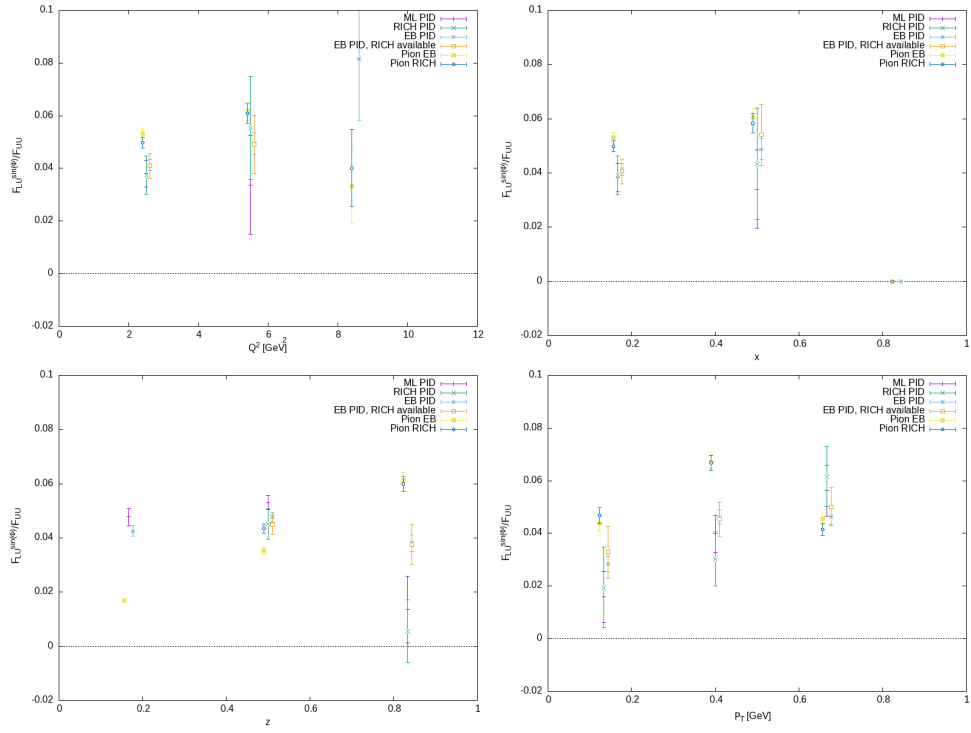 0.1
0.08
0.06
0.04
0.02
0
-0.02
F_LU^sin(Φ)/F_UU
0 2 4 6 8 10 12
Q² [GeV]²
ML PID
RICH PID
EB PID
EB PID, RICH available
Pion EB
Pion RICH
0.1
0.08
0.06
0.04
0.02
0
-0.02
F_LU^sin(Φ)/F_UU
0 0.2 0.4 0.6 0.8 1
x
ML PID
RICH PID
EB PID
EB PID, RICH available
Pion EB
Pion RICH
0.1
0.08
0.06
0.04
0.02
0
-0.02
F_LU^sin(Φ)/F_UU
0 0.2 0.4 0.6 0.8 1
z
ML PID
RICH PID
EB PID
EB PID, RICH available
Pion EB
Pion RICH
0.1
0.08
0.06
0.04
0.02
0
-0.02
F_LU^sin(Φ)/F_UU
0 0.2 0.4 0.6 0.8 1
P_T [GeV]
ML PID
RICH PID
EB PID
EB PID, RICH available
Pion EB
Pion RICH